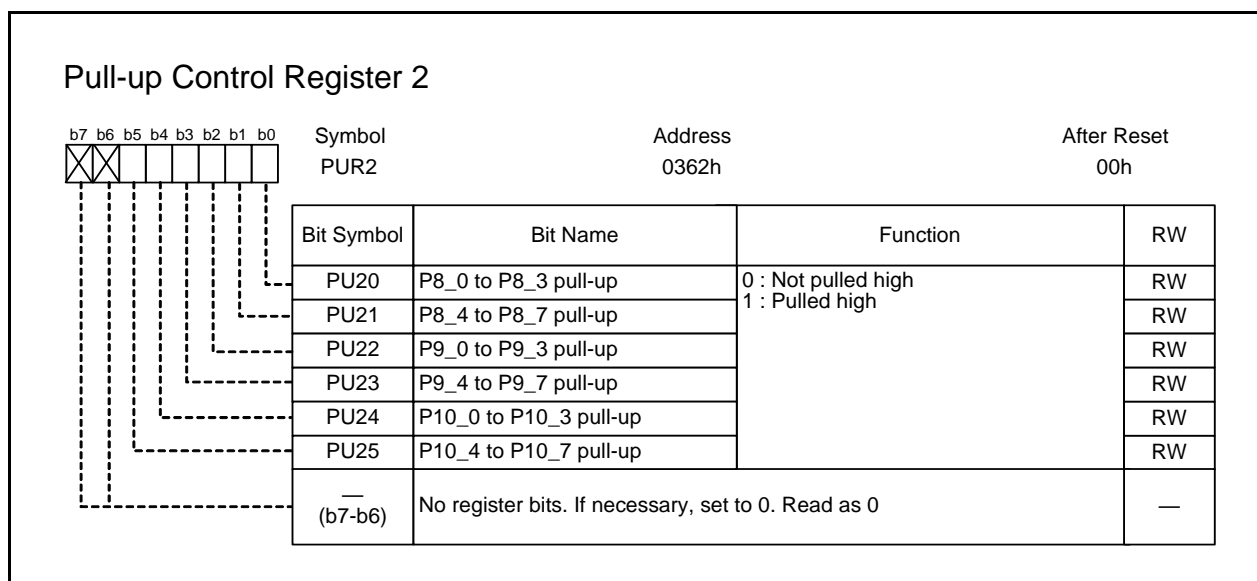 Pull-up Control Register 2
b7 b6 b5 b4 b3 b2 b1 b0
Symbol Address After Reset
PUR2 0362h 00h
Bit Symbol Bit Name Function RW
PU20 P8_0 to P8_3 pull-up 0 : Not pulled high RW
1 : Pulled high
PU21 P8_4 to P8_7 pull-up RW
PU22 P9_0 to P9_3 pull-up RW
PU23 P9_4 to P9_7 pull-up RW
PU24 P10_0 to P10_3 pull-up RW
PU25 P10_4 to P10_7 pull-up RW
—
(b7-b6) No register bits. If necessary, set to 0. Read as 0 —